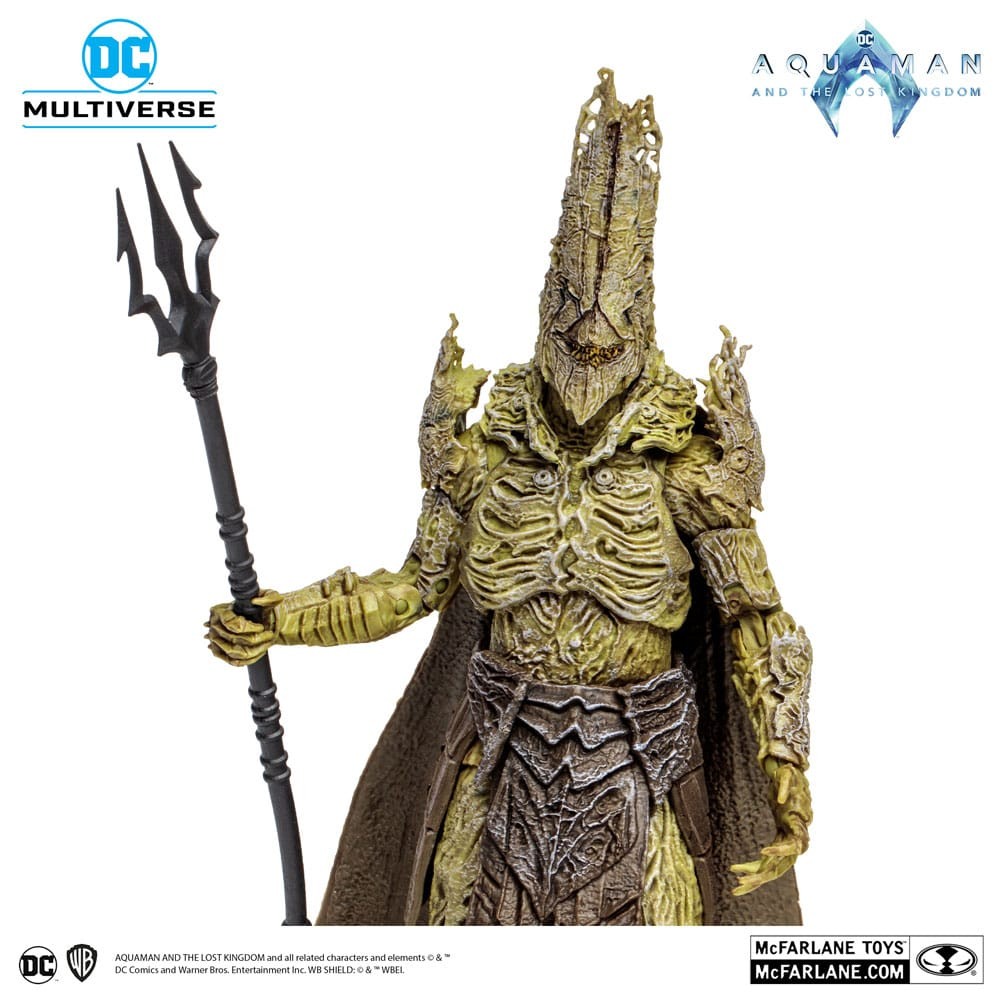 DC
MULTIVERSE
DC
AQUAMAN
AND THE LOST KINGDOM
DC
WB
AQUAMAN AND THE LOST KINGDOM and all related characters and elements © & ™
DC Comics and Warner Bros. Entertainment Inc. WB SHIELD: © & ™ WBEI.
McFARLANE TOYS
McFARLANE.COM